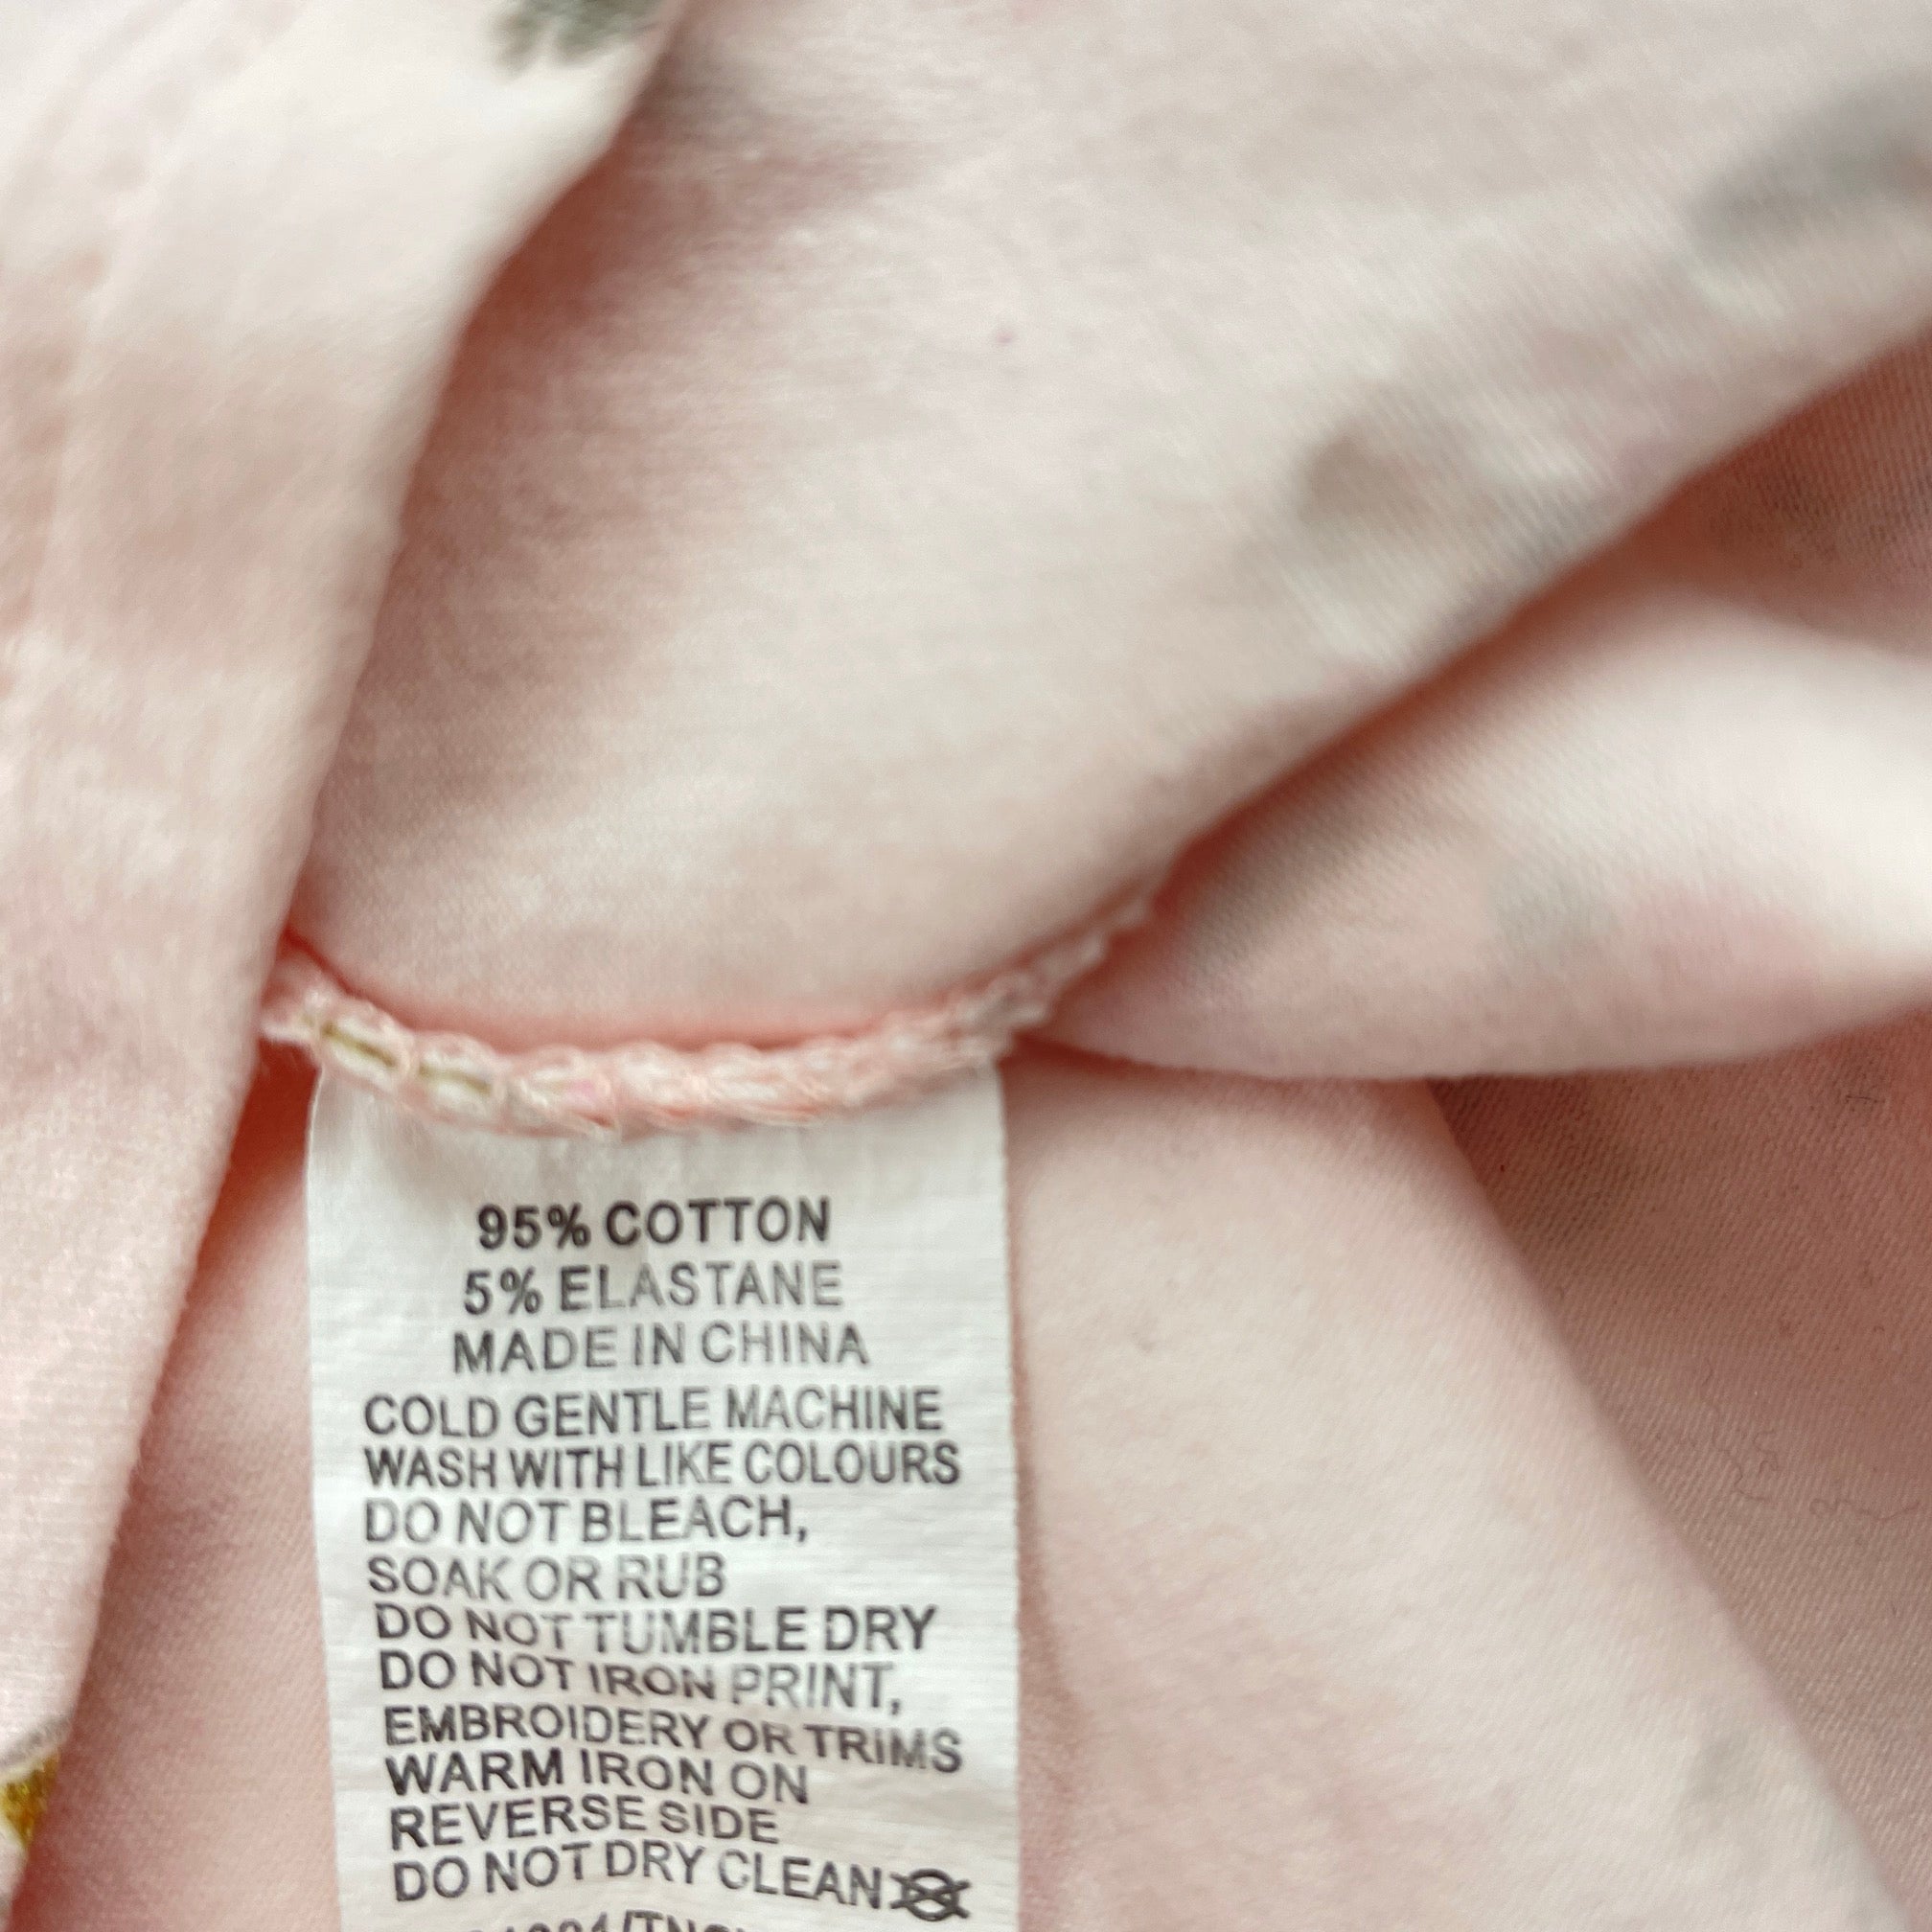 95% COTTON
5% ELASTANE
MADE IN CHINA
COLD GENTLE MACHINE
WASH WITH LIKE COLOURS
DO NOT BLEACH,
SOAK OR RUB
DO NOT TUMBLE DRY
DO NOT IRON PRINT,
EMBROIDERY OR TRIMS
WARM IRON ON
REVERSE SIDE
DO NOT DRY CLEAN